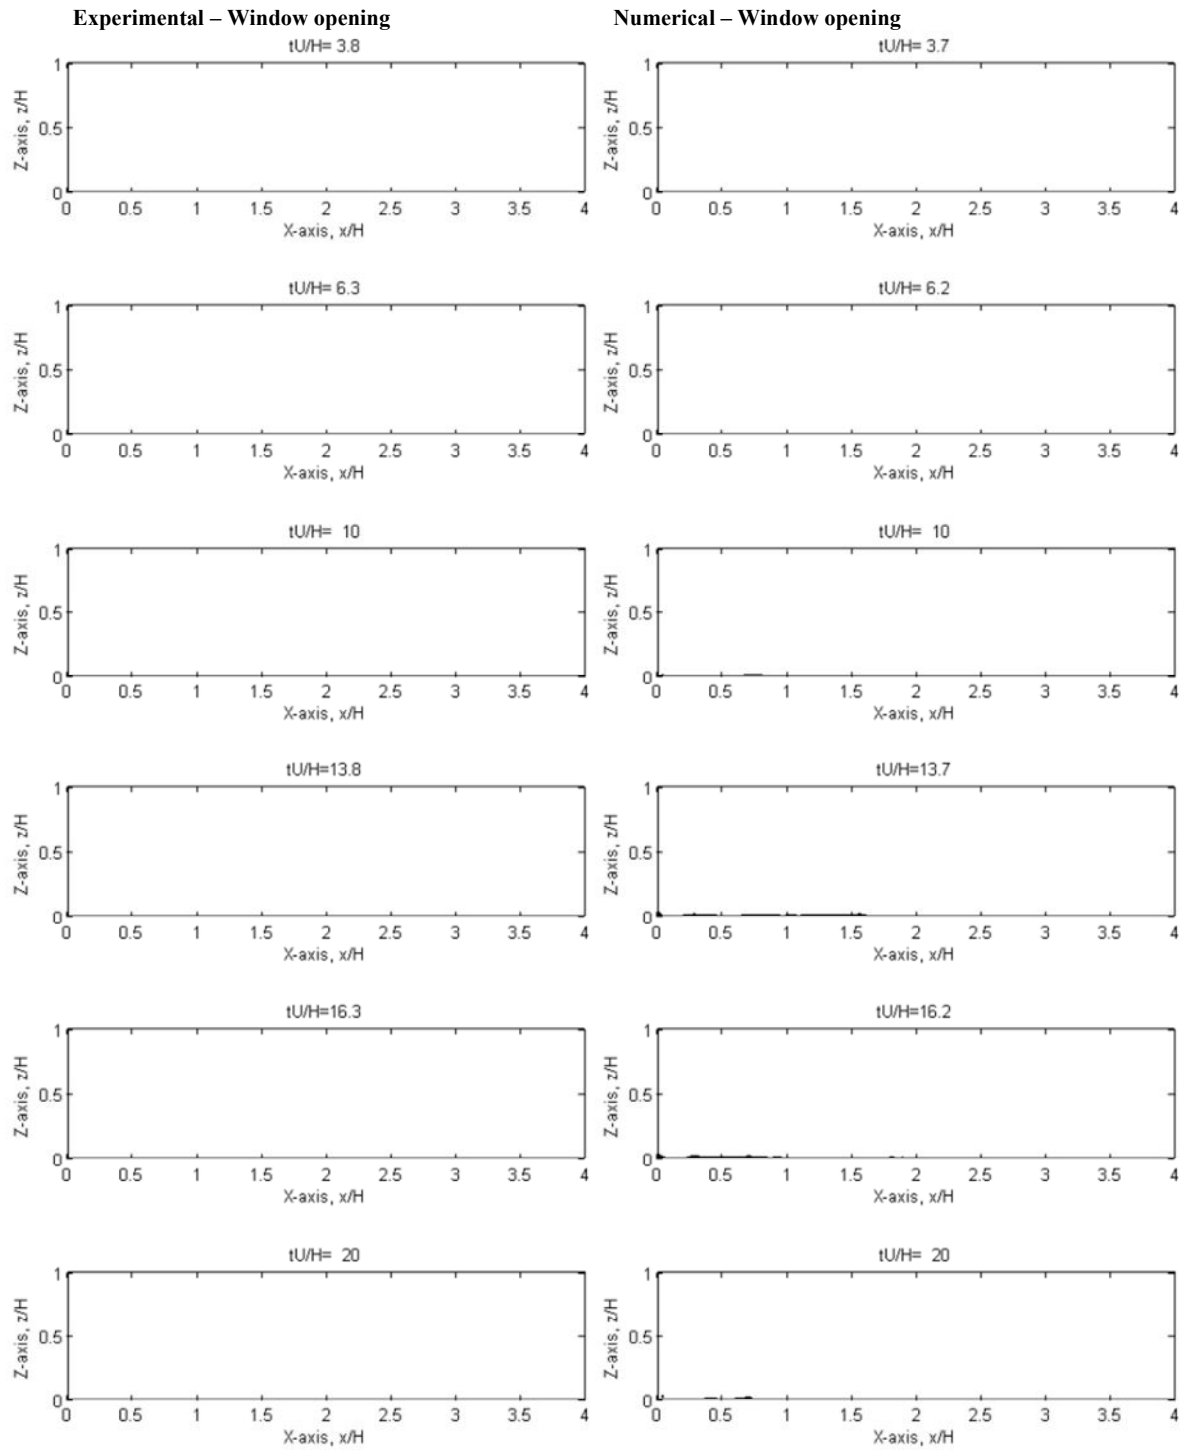 Experimental – Window opening Numerical – Window opening
tU/H= 3.8 tU/H= 3.7
1 1
Z-axis, z/H 0.5 Z-axis, z/H 0.5
0 0
0 0.5 1 1.5 2 2.5 3 3.5 4 0 0.5 1 1.5 2 2.5 3 3.5 4
X-axis, x/H X-axis, x/H
tU/H= 6.3 tU/H= 6.2
1 1
Z-axis, z/H 0.5 Z-axis, z/H 0.5
0 0
0 0.5 1 1.5 2 2.5 3 3.5 4 0 0.5 1 1.5 2 2.5 3 3.5 4
X-axis, x/H X-axis, x/H
tU/H= 10 tU/H= 10
1 1
Z-axis, z/H 0.5 Z-axis, z/H 0.5
0 0
0 0.5 1 1.5 2 2.5 3 3.5 4 0 0.5 1 1.5 2 2.5 3 3.5 4
X-axis, x/H X-axis, x/H
tU/H=13.8 tU/H=13.7
1 1
Z-axis, z/H 0.5 Z-axis, z/H 0.5
0 0
0 0.5 1 1.5 2 2.5 3 3.5 4 0 0.5 1 1.5 2 2.5 3 3.5 4
X-axis, x/H X-axis, x/H
tU/H=16.3 tU/H=16.2
1 1
Z-axis, z/H 0.5 Z-axis, z/H 0.5
0 0
0 0.5 1 1.5 2 2.5 3 3.5 4 0 0.5 1 1.5 2 2.5 3 3.5 4
X-axis, x/H X-axis, x/H
tU/H= 20 tU/H= 20
1 1
Z-axis, z/H 0.5 Z-axis, z/H 0.5
0 0
0 0.5 1 1.5 2 2.5 3 3.5 4 0 0.5 1 1.5 2 2.5 3 3.5 4
X-axis, x/H X-axis, x/H